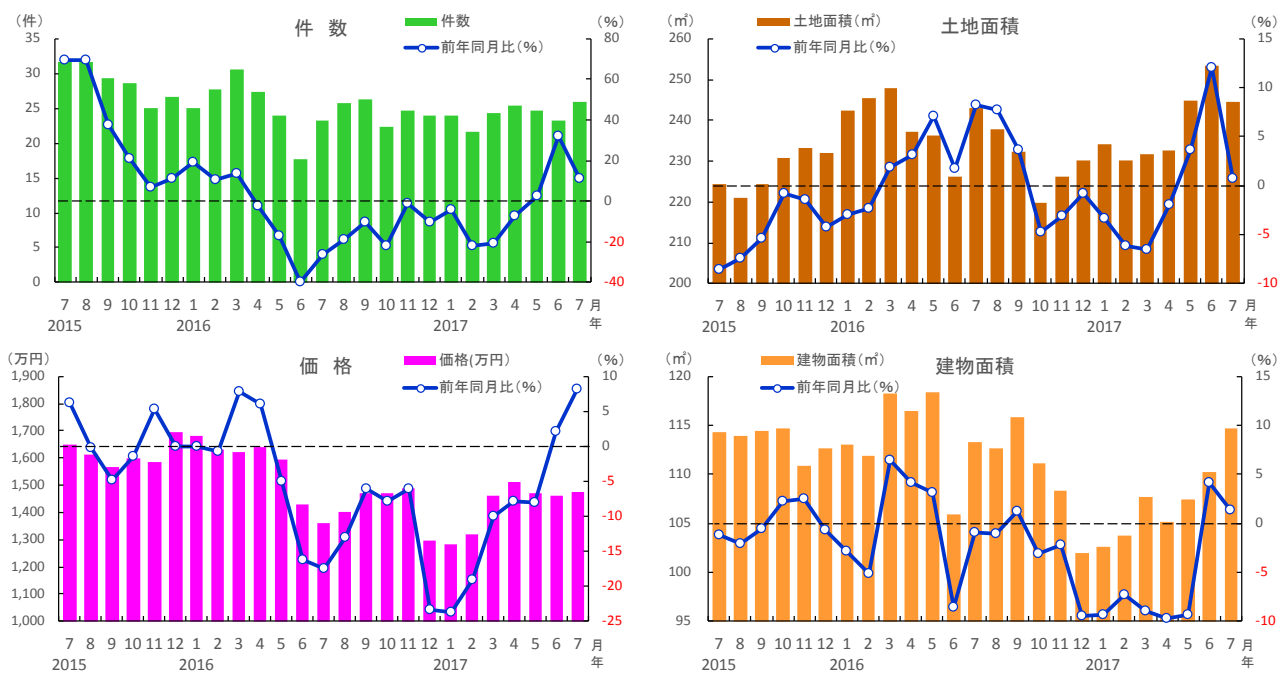 (件) 件 数 件数 (%)
前年同月比(%)
35 30 25 20 15 10 5 0
80 60 40 20 0 -20 -40
7 8 9 10 11 12 1 2 3 4 5 6 7 8 9 10 11 12 1 2 3 4 5 6 7 月
2015 2016 2017 年
(㎡) 土地面積(㎡) 土地面積 (%)
前年同月比(%)
260 250 240 230 220 210 200
15 10 5 0 -5 -10
7 8 9 10 11 12 1 2 3 4 5 6 7 8 9 10 11 12 1 2 3 4 5 6 7 月
2015 2016 2017 年
(万円) 価 格 価格(万円) (%)
前年同月比(%)
1,900 1,800 1,700 1,600 1,500 1,400 1,300 1,200 1,100 1,000
10 5 0 -5 -10 -15 -20 -25
7 8 9 10 11 12 1 2 3 4 5 6 7 8 9 10 11 12 1 2 3 4 5 6 7 月
2015 2016 2017 年
(㎡) 建物面積(㎡) 建物面積 (%)
前年同月比(%)
120 115 110 105 100 95
15 10 5 0 -5 -10
7 8 9 10 11 12 1 2 3 4 5 6 7 8 9 10 11 12 1 2 3 4 5 6 7 月
2015 2016 2017 年